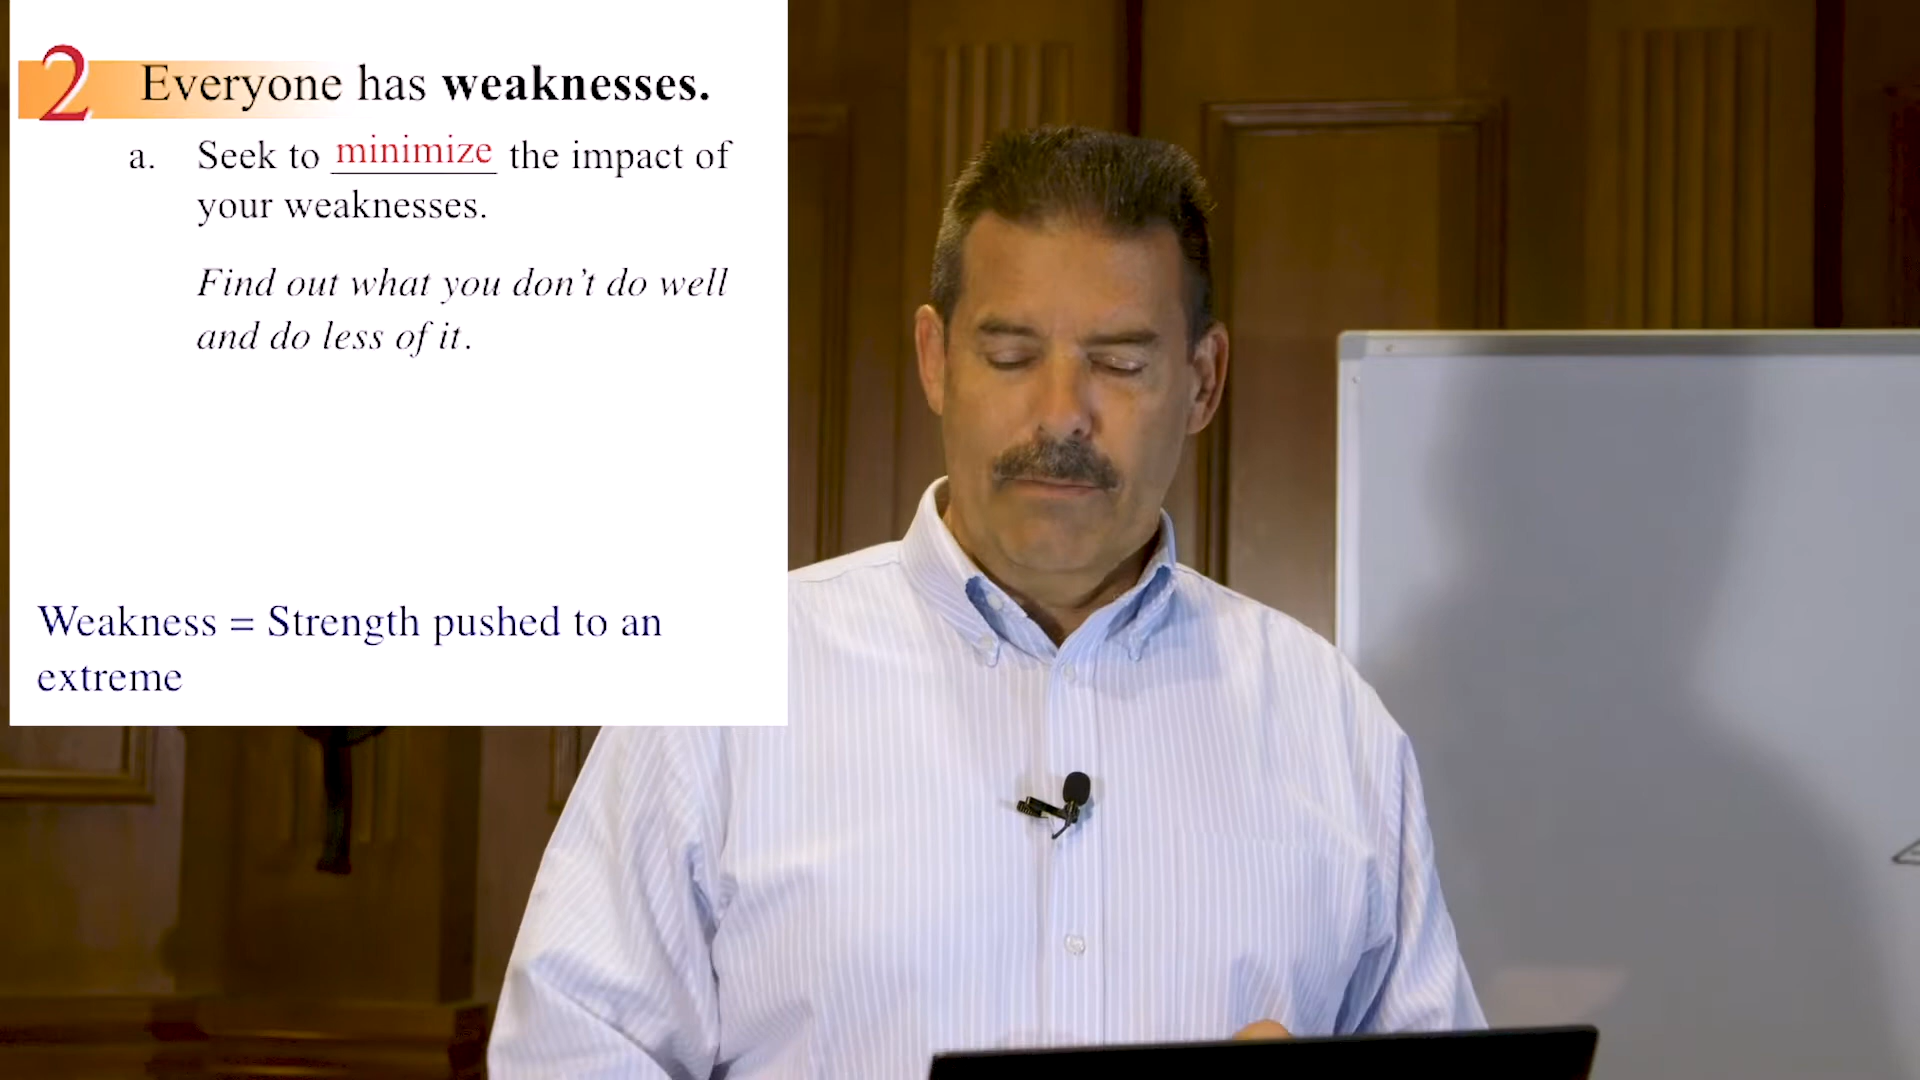 2 Everyone has weaknesses.
a. Seek to minimize the impact of
your weaknesses.
Find out what you don't do well
and do less of it.
Weakness = Strength pushed to an
extreme